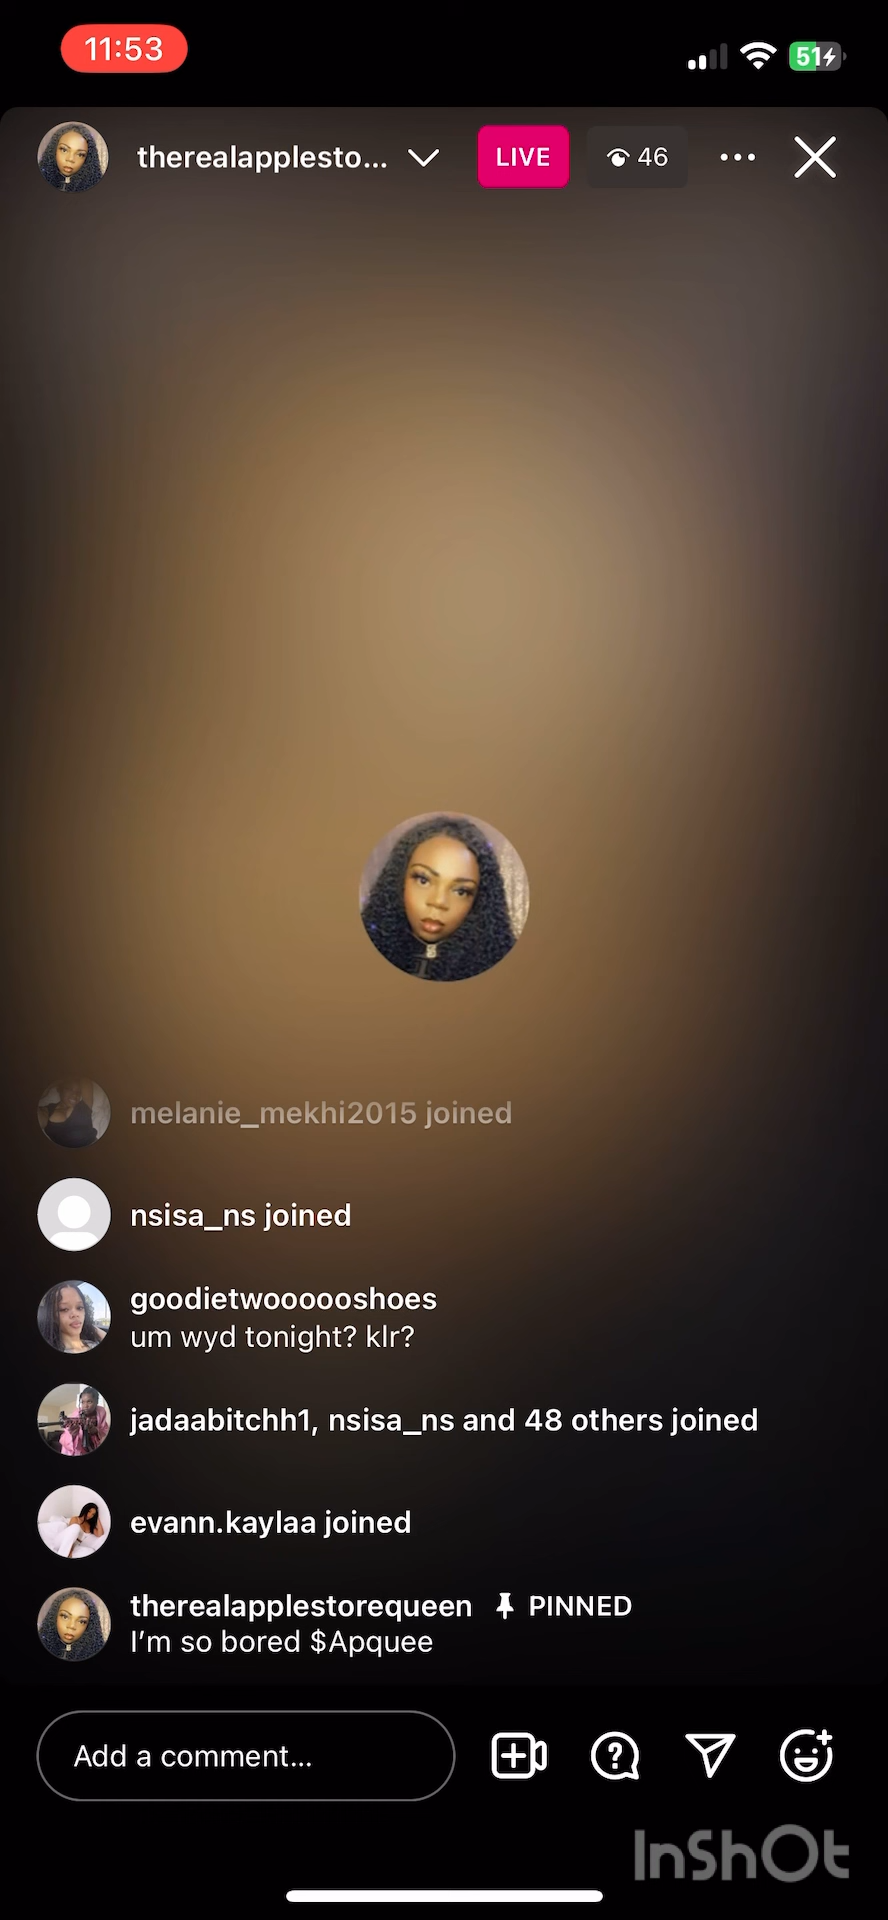 11:53
51
therealapplesto...
LIVE
46
melanie_mekhi2015 joined
nsisa_ns joined
goodietwoooooshoes
um wyd tonight? klr?
jadaabitchh1, nsisa_ns and 48 others joined
evann.kaylaa joined
therealapplestorequeen PINNED
I'm so bored $Apquee
Add a comment...
InShOt